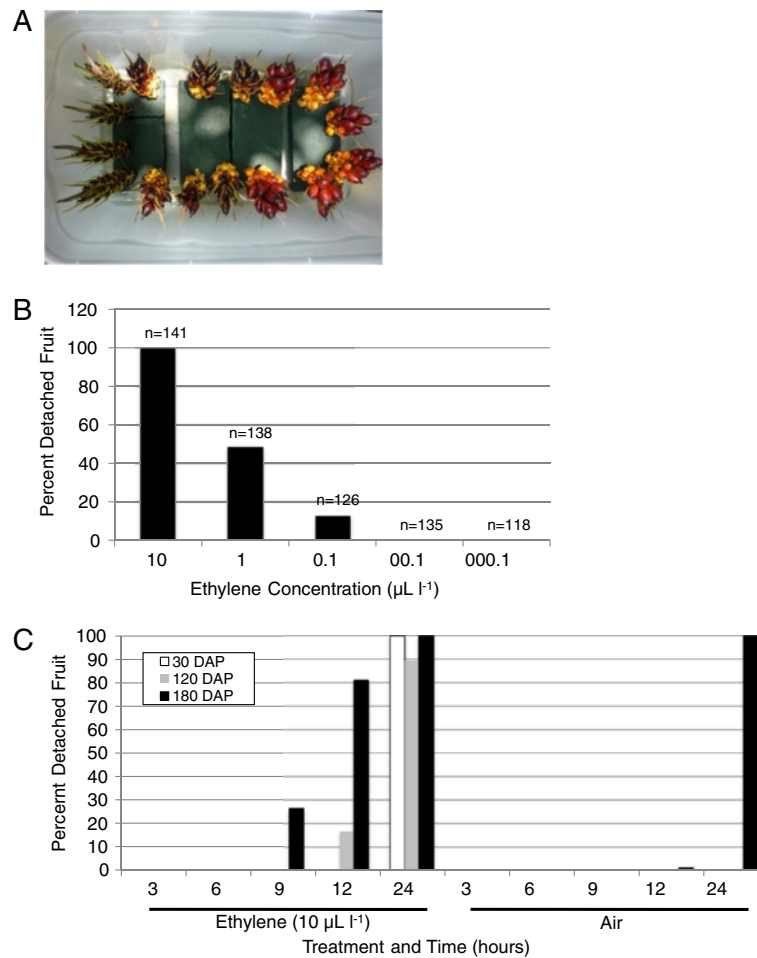 A
B
120
100
80
60
40
20
0
Percent Detached Fruit
n=141
n=138
n=126
n=135
n=118
10 1 0.1 00.1 000.1
Ethylene Concentration (µL l-1)
C
100
90
80
70
60
50
40
30
20
10
0
Percernt Detached Fruit
30 DAP
120 DAP
180 DAP
3 6 9 12 24 3 6 9 12 24
Ethylene (10 µL l-1) Air
Treatment and Time (hours)